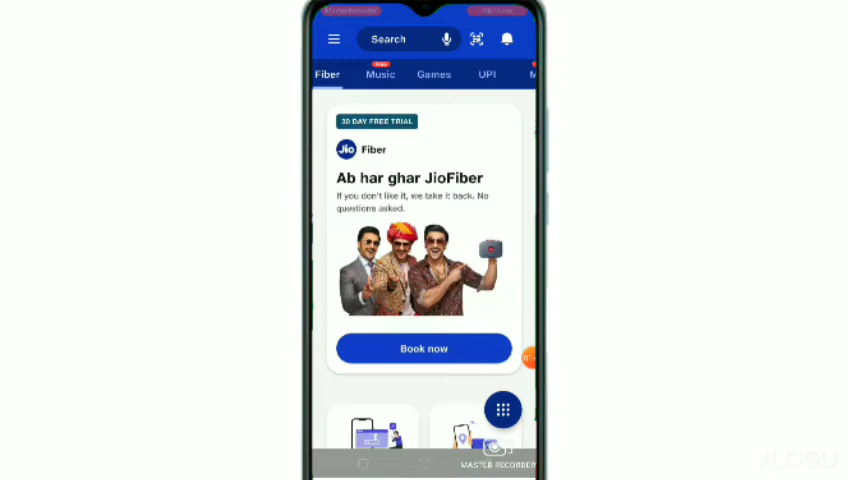 Search
Fiber
Free
Music
Games
UPI
M
30 DAY FREE TRIAL
Jio
Fiber
Ab har ghar JioFiber
If you don't like it, we take it back. No
questions asked.
Book now
MASTER RECORDER
VLOGU